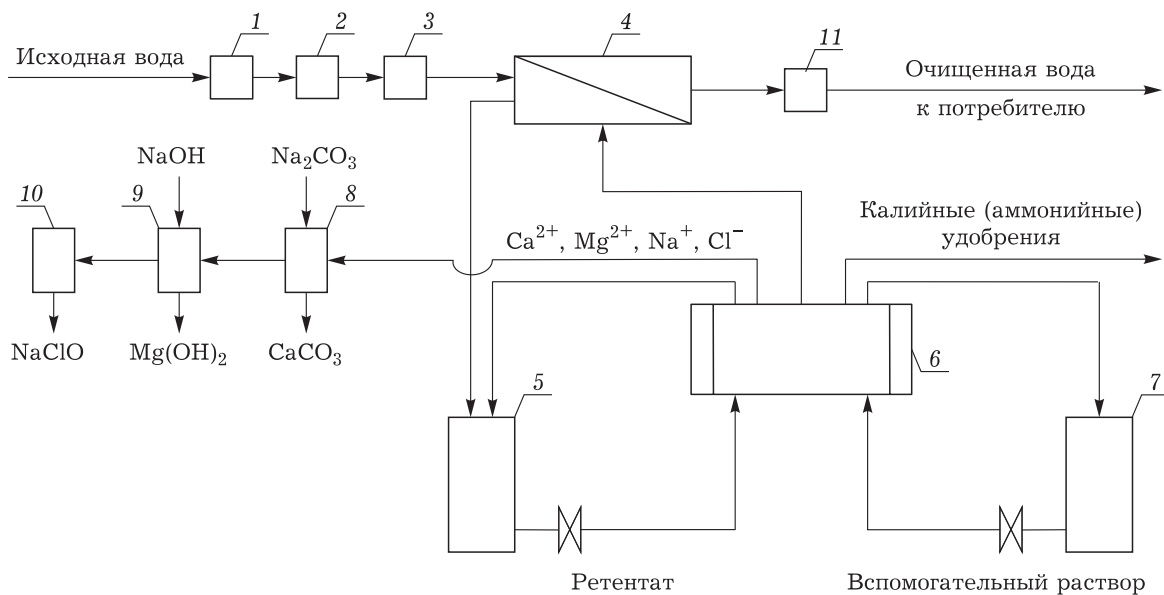 1
2
3
4
11
Исходная вода
Очищенная вода
к потребителю
NaOH
Na₂CO₃
10
9
8
Ca²⁺, Mg²⁺, Na⁺, Cl⁻
Калийные (аммонийные)
удобрения
NaClO
Mg(OH)₂
CaCO₃
5
6
7
Ретентат
Вспомогательный раствор